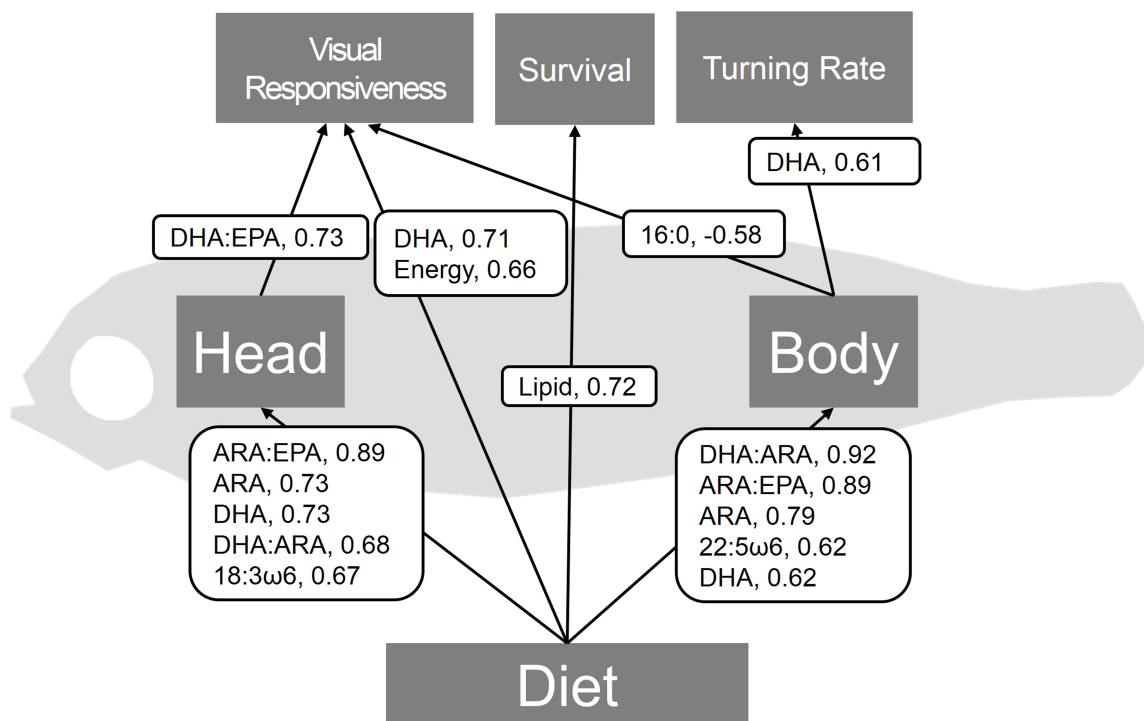 Visual
Responsiveness
Survival
Turning Rate
DHA, 0.61
DHA:EPA, 0.73
DHA, 0.71
Energy, 0.66
16:0, -0.58
Head
Body
Lipid, 0.72
ARA:EPA, 0.89
ARA, 0.73
DHA, 0.73
DHA:ARA, 0.68
18:3ω6, 0.67
DHA:ARA, 0.92
ARA:EPA, 0.89
ARA, 0.79
22:5ω6, 0.62
DHA, 0.62
Diet